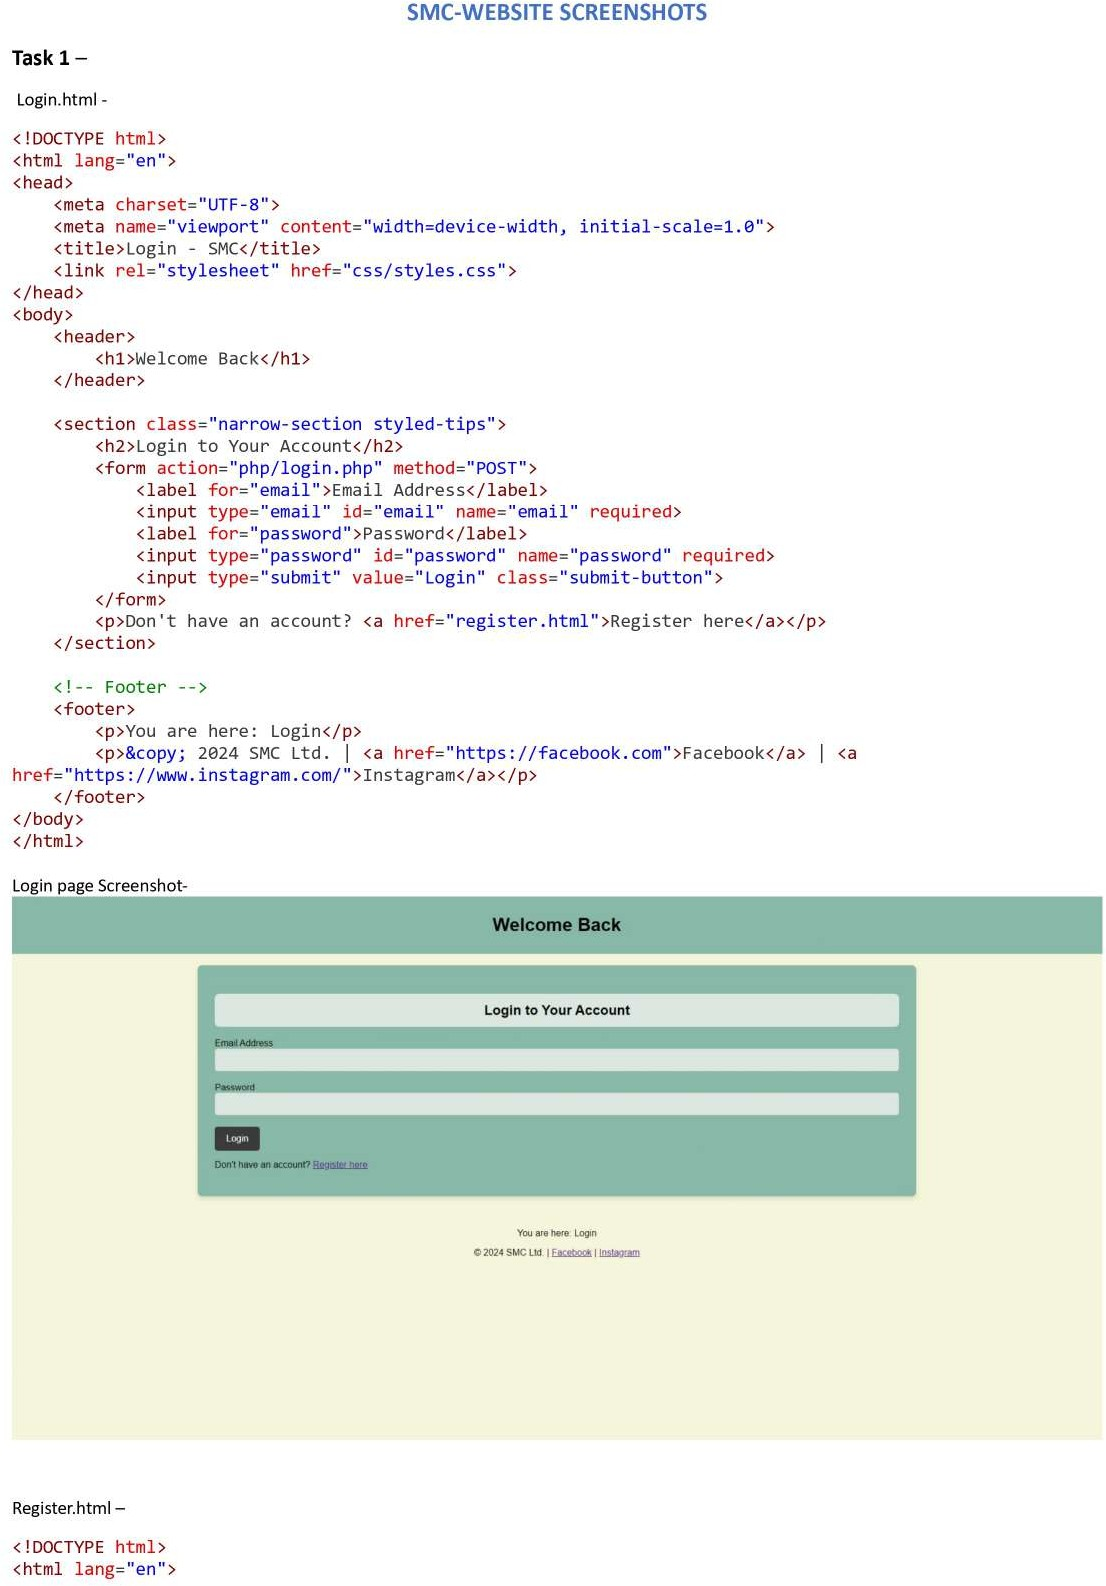 SMC-WEBSITE SCREENSHOTS
Task 1 –
Login.html -
<!DOCTYPE html>
<html lang="en">
<head>
    <meta charset="UTF-8">
    <meta name="viewport" content="width=device-width, initial-scale=1.0">
    <title>Login - SMC</title>
    <link rel="stylesheet" href="css/styles.css">
</head>
<body>
    <header>
        <h1>Welcome Back</h1>
    </header>

    <section class="narrow-section styled-tips">
        <h2>Login to Your Account</h2>
        <form action="php/login.php" method="POST">
            <label for="email">Email Address</label>
            <input type="email" id="email" name="email" required>
            <label for="password">Password</label>
            <input type="password" id="password" name="password" required>
            <input type="submit" value="Login" class="submit-button">
        </form>
        <p>Don't have an account? <a href="register.html">Register here</a></p>
    </section>

    <!-- Footer -->
    <footer>
        <p>You are here: Login</p>
        <p>&copy; 2024 SMC Ltd. | <a href="https://facebook.com">Facebook</a> | <a
href="https://www.instagram.com/">Instagram</a></p>
    </footer>
</body>
</html>
Login page Screenshot-
Welcome Back
Login to Your Account
Email Address
Password
Login
Don't have an account? Register here
You are here: Login
© 2024 SMC Ltd. | Facebook | Instagram
Register.html –
<!DOCTYPE html>
<html lang="en">